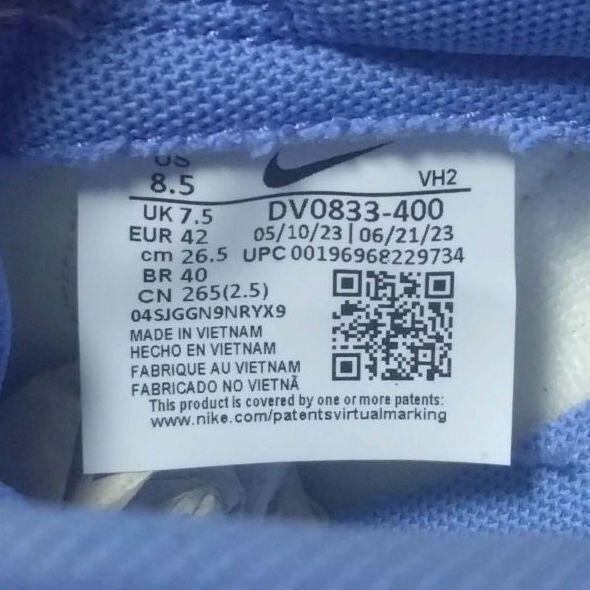 US
8.5
VH2
UK 7.5
DV0833-400
EUR 42
05/10/23 | 06/21/23
cm 26.5
UPC 00196968229734
BR 40
CN 265(2.5)
04SJGGN9NRYX9
MADE IN VIETNAM
HECHO EN VIETNAM
FABRIQUE AU VIETNAM
FABRICADO NO VIETNÃ
This product is covered by one or more patents:
www.nike.com/patentsvirtualmarking